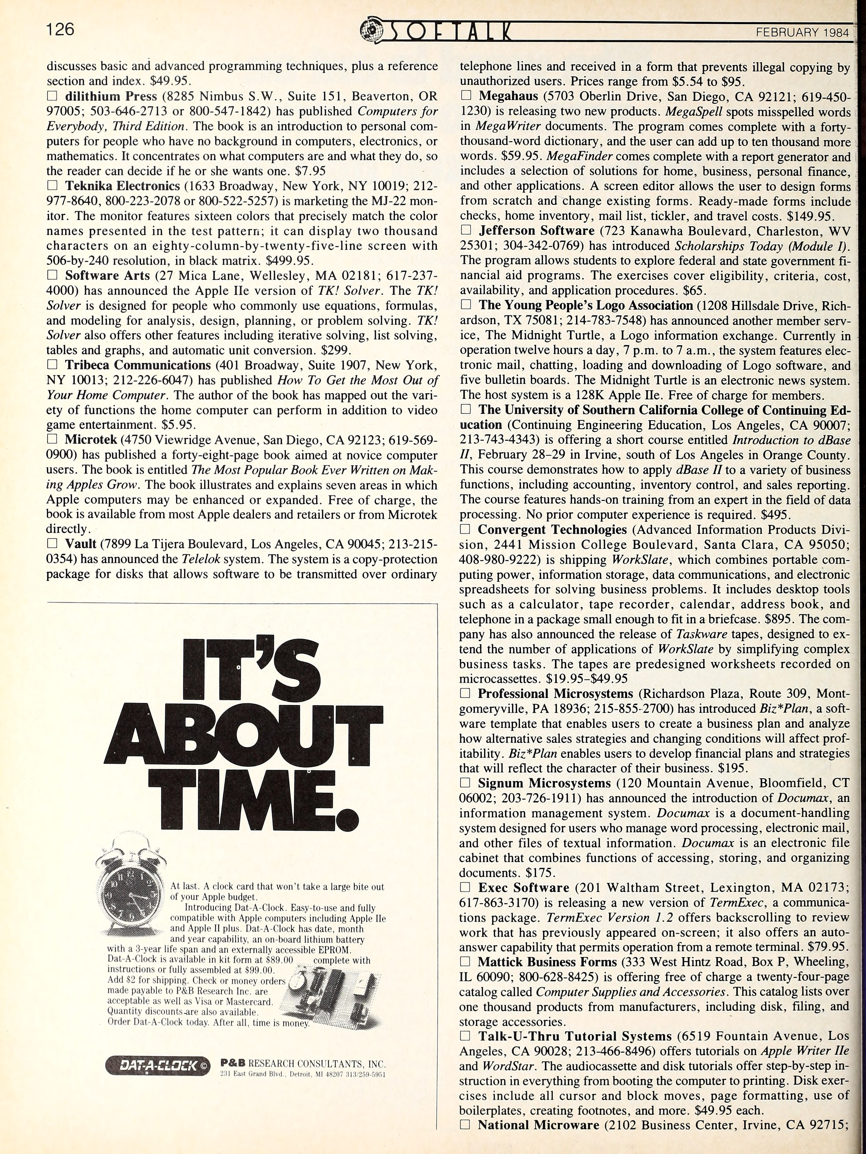 126
SOFTALK
FEBRUARY 1984
discusses basic and advanced programming techniques, plus a reference
section and index. $49.95.
□ dilithium Press (8285 Nimbus S.W., Suite 151, Beaverton, OR
97005; 503-646-2713 or 800-547-1842) has published Computers for
Everybody, Third Edition. The book is an introduction to personal com-
puters for people who have no background in computers, electronics, or
mathematics. It concentrates on what computers are and what they do, so
the reader can decide if he or she wants one. $7.95
□ Teknika Electronics (1633 Broadway, New York, NY 10019; 212-
977-8640, 800-223-2078 or 800-522-5257) is marketing the MJ-22 mon-
itor. The monitor features sixteen colors that precisely match the color
names presented in the test pattern; it can display two thousand
characters on an eighty-column-by-twenty-five-line screen with
506-by-240 resolution, in black matrix. $499.95.
□ Software Arts (27 Mica Lane, Wellesley, MA 02181; 617-237-
4000) has announced the Apple IIe version of TK! Solver. The TK!
Solver is designed for people who commonly use equations, formulas,
and modeling for analysis, design, planning, or problem solving. TK!
Solver also offers other features including iterative solving, list solving,
tables and graphs, and automatic unit conversion. $299.
□ Tribeca Communications (401 Broadway, Suite 1907, New York,
NY 10013; 212-226-6047) has published How To Get the Most Out of
Your Home Computer. The author of the book has mapped out the vari-
ety of functions the home computer can perform in addition to video
game entertainment. $5.95.
□ Microtek (4750 Viewridge Avenue, San Diego, CA 92123; 619-569-
0900) has published a forty-eight-page book aimed at novice computer
users. The book is entitled The Most Popular Book Ever Written on Mak-
ing Apples Grow. The book illustrates and explains seven areas in which
Apple computers may be enhanced or expanded. Free of charge, the
book is available from most Apple dealers and retailers or from Microtek
directly.
□ Vault (7899 La Tijera Boulevard, Los Angeles, CA 90045; 213-215-
0354) has announced the Telelok system. The system is a copy-protection
package for disks that allows software to be transmitted over ordinary
IT'S
ABOUT
TIME.
At last. A clock card that won't take a large bite out
of your Apple budget.
Introducing Dat-A-Clock. Easy-to-use and fully
compatible with Apple computers including Apple IIe
and Apple II plus. Dat-A-Clock has date, month
and year capability, an on-board lithium battery
with a 3-year life span and an externally accessible EPROM.
Dat-A-Clock is available in kit form at $89.00 complete with
instructions or fully assembled at $99.00.
Add $2 for shipping. Check or money orders
made payable to P&B Research Inc. are
acceptable as well as Visa or Mastercard.
Quantity discounts are also available.
Order Dat-A-Clock today. After all, time is money.
DAT-A-CLOCK © P&B RESEARCH CONSULTANTS, INC.
231 East Grand Blvd., Detroit, MI 48207 313/259-5951
telephone lines and received in a form that prevents illegal copying by
unauthorized users. Prices range from $5.54 to $95.
□ Megahaus (5703 Oberlin Drive, San Diego, CA 92121; 619-450-
1230) is releasing two new products. MegaSpell spots misspelled words
in MegaWriter documents. The program comes complete with a forty-
thousand-word dictionary, and the user can add up to ten thousand more
words. $59.95. MegaFinder comes complete with a report generator and
includes a selection of solutions for home, business, personal finance,
and other applications. A screen editor allows the user to design forms
from scratch and change existing forms. Ready-made forms include
checks, home inventory, mail list, tickler, and travel costs. $149.95.
□ Jefferson Software (723 Kanawha Boulevard, Charleston, WV
25301; 304-342-0769) has introduced Scholarships Today (Module I).
The program allows students to explore federal and state government fi-
nancial aid programs. The exercises cover eligibility, criteria, cost,
availability, and application procedures. $65.
□ The Young People's Logo Association (1208 Hillsdale Drive, Rich-
ardson, TX 75081; 214-783-7548) has announced another member serv-
ice, The Midnight Turtle, a Logo information exchange. Currently in
operation twelve hours a day, 7 p.m. to 7 a.m., the system features elec-
tronic mail, chatting, loading and downloading of Logo software, and
five bulletin boards. The Midnight Turtle is an electronic news system.
The host system is a 128K Apple IIe. Free of charge for members.
□ The University of Southern California College of Continuing Ed-
ucation (Continuing Engineering Education, Los Angeles, CA 90007;
213-743-4343) is offering a short course entitled Introduction to dBase
II, February 28–29 in Irvine, south of Los Angeles in Orange County.
This course demonstrates how to apply dBase II to a variety of business
functions, including accounting, inventory control, and sales reporting.
The course features hands-on training from an expert in the field of data
processing. No prior computer experience is required. $495.
□ Convergent Technologies (Advanced Information Products Divi-
sion, 2441 Mission College Boulevard, Santa Clara, CA 95050;
408-980-9222) is shipping WorkSlate, which combines portable com-
puting power, information storage, data communications, and electronic
spreadsheets for solving business problems. It includes desktop tools
such as a calculator, tape recorder, calendar, address book, and
telephone in a package small enough to fit in a briefcase. $895. The com-
pany has also announced the release of Taskware tapes, designed to ex-
tend the number of applications of WorkSlate by simplifying complex
business tasks. The tapes are predesigned worksheets recorded on
microcassettes. $19.95–$49.95
□ Professional Microsystems (Richardson Plaza, Route 309, Mont-
gomeryville, PA 18936; 215-855-2700) has introduced Biz*Plan, a soft-
ware template that enables users to create a business plan and analyze
how alternative sales strategies and changing conditions will affect prof-
itability. Biz*Plan enables users to develop financial plans and strategies
that will reflect the character of their business. $195.
□ Signum Microsystems (120 Mountain Avenue, Bloomfield, CT
06002; 203-726-1911) has announced the introduction of Documax, an
information management system. Documax is a document-handling
system designed for users who manage word processing, electronic mail,
and other files of textual information. Documax is an electronic file
cabinet that combines functions of accessing, storing, and organizing
documents. $175.
□ Exec Software (201 Waltham Street, Lexington, MA 02173;
617-863-3170) is releasing a new version of TermExec, a communica-
tions package. TermExec Version 1.2 offers backscrolling to review
work that has previously appeared on-screen; it also offers an auto-
answer capability that permits operation from a remote terminal. $79.95.
□ Mattick Business Forms (333 West Hintz Road, Box P, Wheeling,
IL 60090; 800-628-8425) is offering free of charge a twenty-four-page
catalog called Computer Supplies and Accessories. This catalog lists over
one thousand products from manufacturers, including disk, filing, and
storage accessories.
□ Talk-U-Thru Tutorial Systems (6519 Fountain Avenue, Los
Angeles, CA 90028; 213-466-8496) offers tutorials on Apple Writer IIe
and WordStar. The audiocassette and disk tutorials offer step-by-step in-
struction in everything from booting the computer to printing. Disk exer-
cises include all cursor and block moves, page formatting, use of
boilerplates, creating footnotes, and more. $49.95 each.
□ National Microware (2102 Business Center, Irvine, CA 92715;